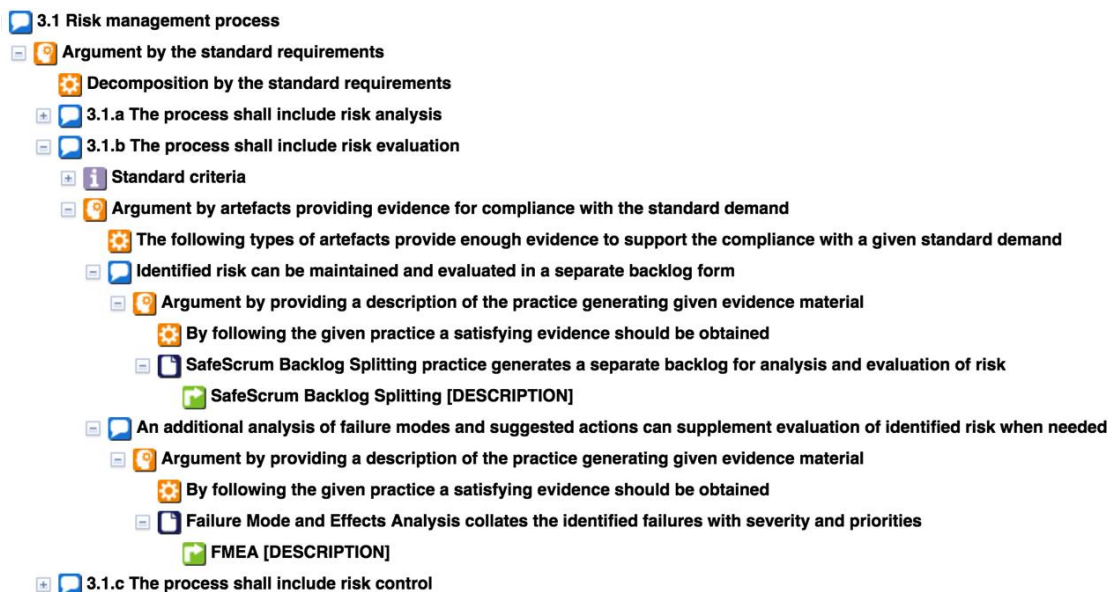 3.1 Risk management process
Argument by the standard requirements
Decomposition by the standard requirements
3.1.a The process shall include risk analysis
3.1.b The process shall include risk evaluation
Standard criteria
Argument by artefacts providing evidence for compliance with the standard demand
The following types of artefacts provide enough evidence to support the compliance with a given standard demand
Identified risk can be maintained and evaluated in a separate backlog form
Argument by providing a description of the practice generating given evidence material
By following the given practice a satisfying evidence should be obtained
SafeScrum Backlog Splitting practice generates a separate backlog for analysis and evaluation of risk
SafeScrum Backlog Splitting [DESCRIPTION]
An additional analysis of failure modes and suggested actions can supplement evaluation of identified risk when needed
Argument by providing a description of the practice generating given evidence material
By following the given practice a satisfying evidence should be obtained
Failure Mode and Effects Analysis collates the identified failures with severity and priorities
FMEA [DESCRIPTION]
3.1.c The process shall include risk control